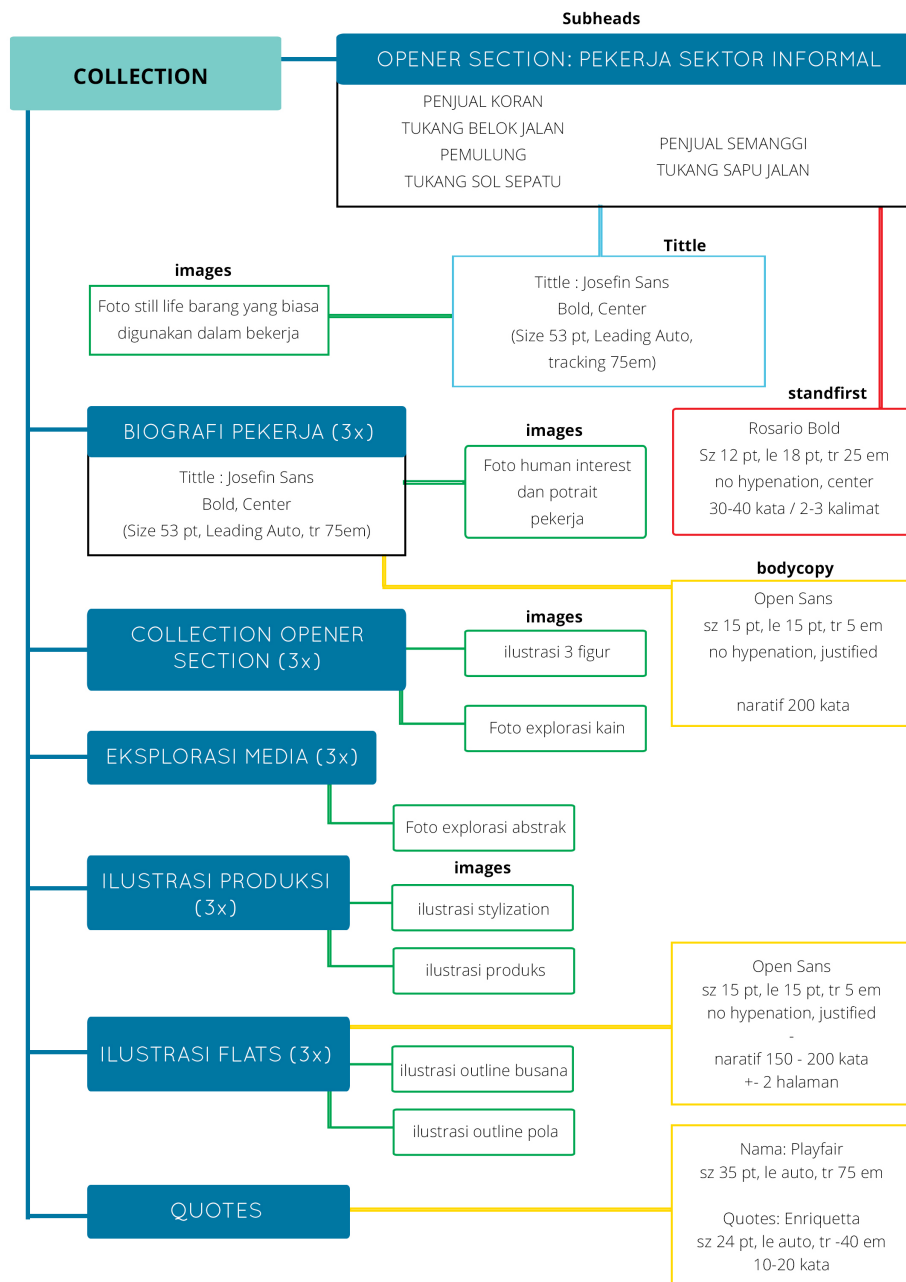 Subheads
COLLECTION
OPENER SECTION: PEKERJA SEKTOR INFORMAL
PENJUAL KORAN
TUKANG BELOK JALAN
PEMULUNG
TUKANG SOL SEPATU
PENJUAL SEMANGGI
TUKANG SAPU JALAN
Tittle
Tittle : Josefin Sans
Bold, Center
(Size 53 pt, Leading Auto,
tracking 75em)
images
Foto still life barang yang biasa
digunakan dalam bekerja
standfirst
Rosario Bold
Sz 12 pt, le 18 pt, tr 25 em
no hypenation, center
30-40 kata / 2-3 kalimat
BIOGRAFI PEKERJA (3x)
Tittle : Josefin Sans
Bold, Center
(Size 53 pt, Leading Auto, tr 75em)
images
Foto human interest
dan potrait
pekerja
bodycopy
Open Sans
sz 15 pt, le 15 pt, tr 5 em
no hypenation, justified
naratif 200 kata
COLLECTION OPENER
SECTION (3x)
images
ilustrasi 3 figur
Foto explorasi kain
EKSPLORASI MEDIA (3x)
Foto explorasi abstrak
ILUSTRASI PRODUKSI
(3x)
images
ilustrasi stylization
ilustrasi produks
ILUSTRASI FLATS (3x)
ilustrasi outline busana
ilustrasi outline pola
Open Sans
sz 15 pt, le 15 pt, tr 5 em
no hypenation, justified
-
naratif 150 - 200 kata
+- 2 halaman
QUOTES
Nama: Playfair
sz 35 pt, le auto, tr 75 em
Quotes: Enriquetta
sz 24 pt, le auto, tr -40 em
10-20 kata